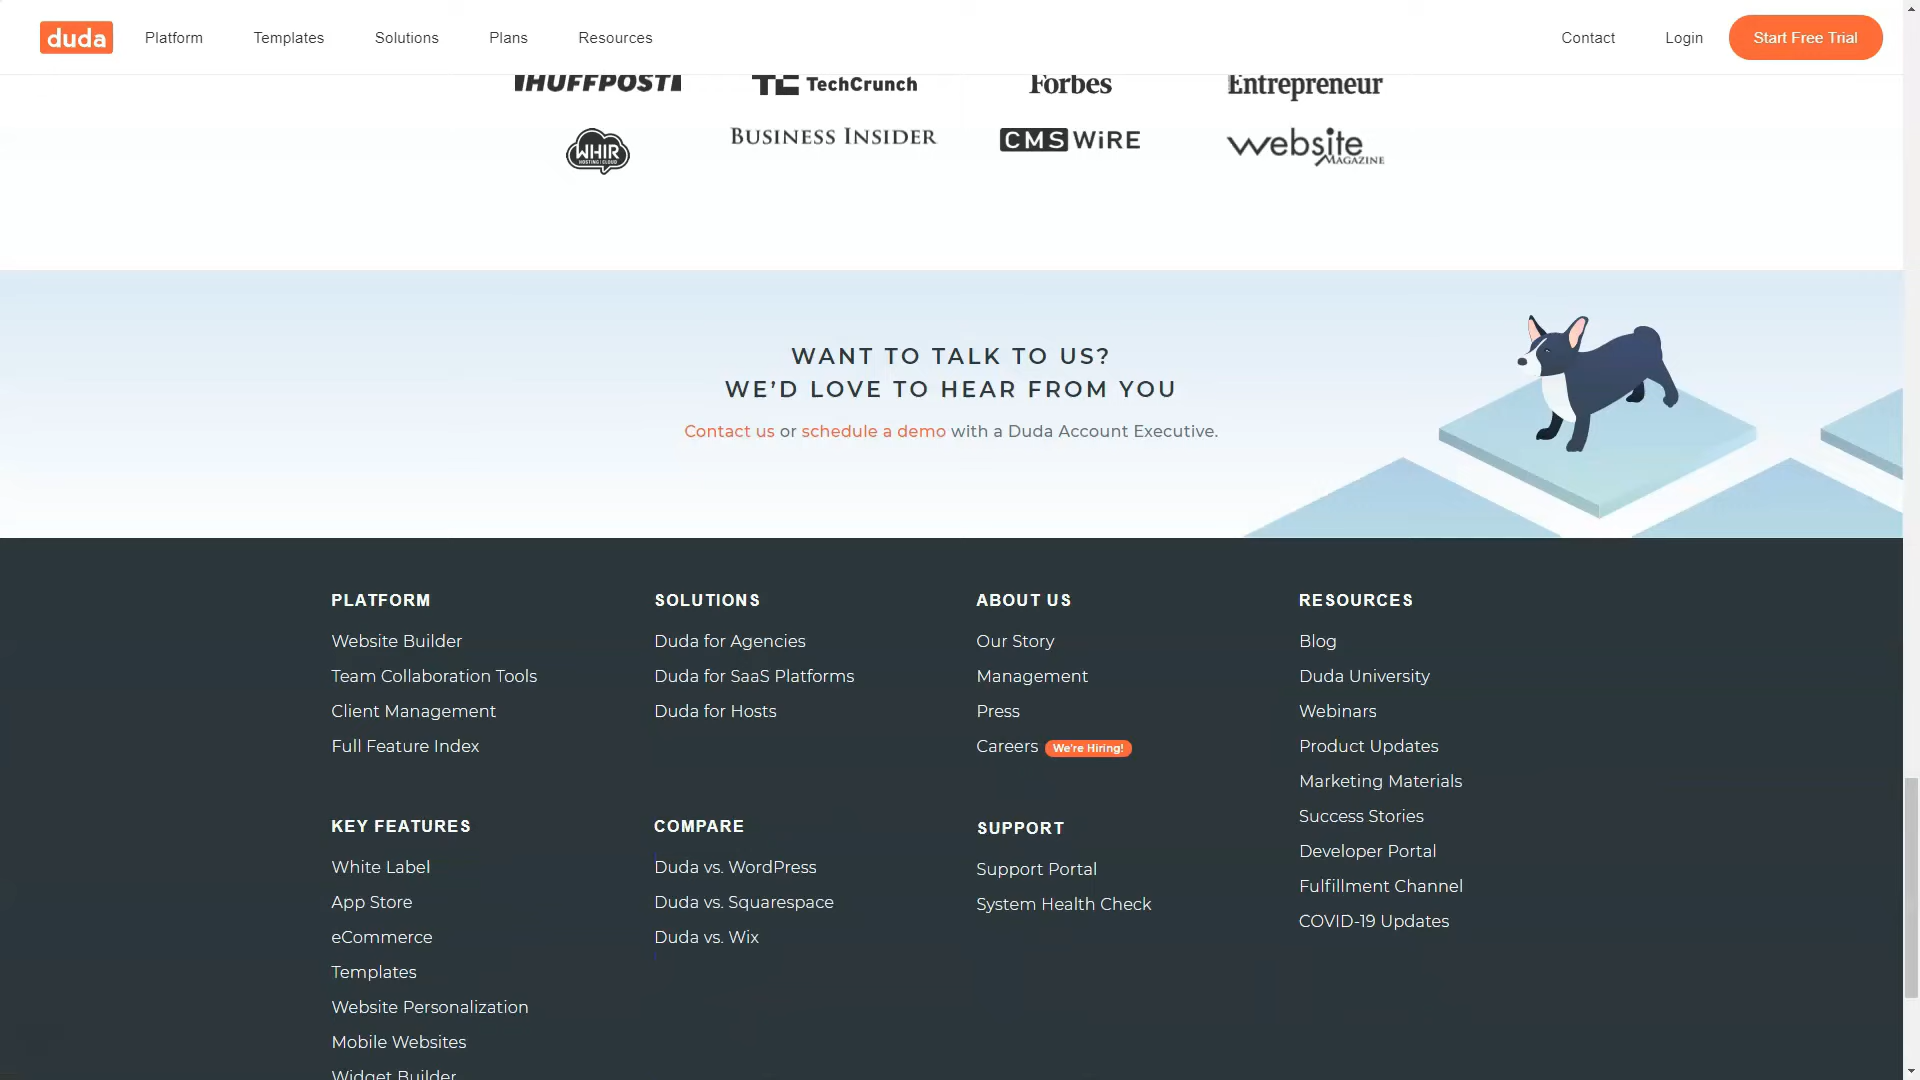 duda
Platform
Templates
Solutions
Plans
Resources
Contact
Login
Start Free Trial
HUFFPOST
TC TechCrunch
Forbes
Entrepreneur
WHIR
HOSTING CLOUD
BUSINESS INSIDER
CMSWiRE
website
MAGAZINE
WANT TO TALK TO US?
WE’D LOVE TO HEAR FROM YOU
Contact us or schedule a demo with a Duda Account Executive.
PLATFORM
Website Builder
Team Collaboration Tools
Client Management
Full Feature Index
SOLUTIONS
Duda for Agencies
Duda for SaaS Platforms
Duda for Hosts
ABOUT US
Our Story
Management
Press
Careers We're Hiring!
RESOURCES
Blog
Duda University
Webinars
Product Updates
Marketing Materials
Success Stories
Developer Portal
Fulfillment Channel
COVID-19 Updates
KEY FEATURES
White Label
App Store
eCommerce
Templates
Website Personalization
Mobile Websites
Widget Builder
COMPARE
Duda vs. WordPress
Duda vs. Squarespace
Duda vs. Wix
SUPPORT
Support Portal
System Health Check